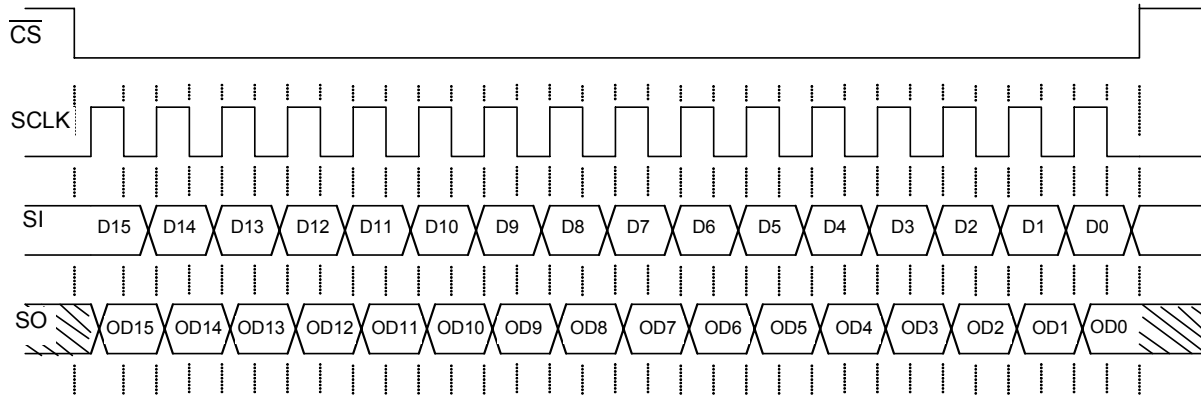 CS
SCLK
SI D15 D14 D13 D12 D11 D10 D9 D8 D7 D6 D5 D4 D3 D2 D1 D0
SO OD15 OD14 OD13 OD12 OD11 OD10 OD9 OD8 OD7 OD6 OD5 OD4 OD3 OD2 OD1 OD0